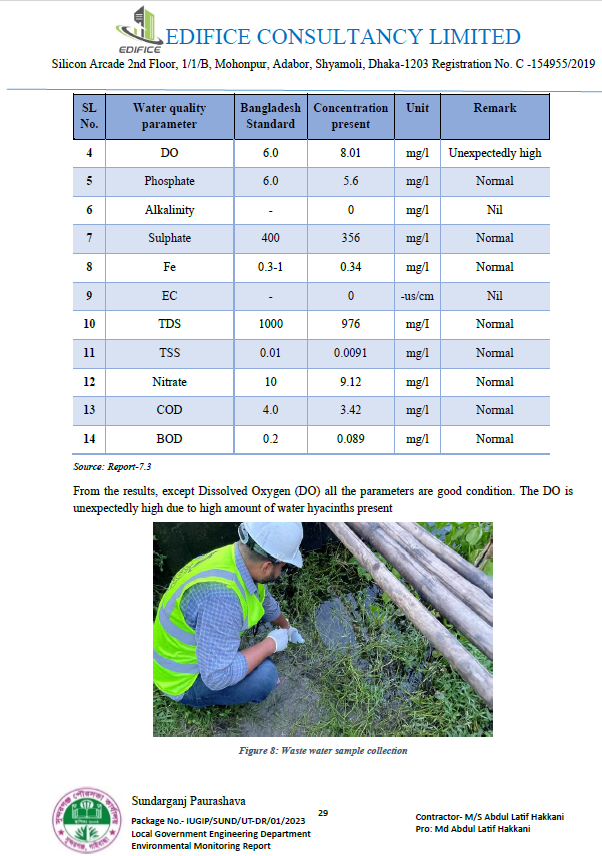 EDIFICE
EDIFICE CONSULTANCY LIMITED
Silicon Arcade 2nd Floor, 1/1/B, Mohonpur, Adabor, Shyamoli, Dhaka-1203 Registration No. C -154955/2019
SL No. Water quality parameter Bangladesh Standard Concentration present Unit Remark
4 DO 6.0 8.01 mg/l Unexpectedly high
5 Phosphate 6.0 5.6 mg/l Normal
6 Alkalinity - 0 mg/l Nil
7 Sulphate 400 356 mg/l Normal
8 Fe 0.3-1 0.34 mg/l Normal
9 EC - 0 -us/cm Nil
10 TDS 1000 976 mg/I Normal
11 TSS 0.01 0.0091 mg/l Normal
12 Nitrate 10 9.12 mg/l Normal
13 COD 4.0 3.42 mg/l Normal
14 BOD 0.2 0.089 mg/l Normal
Source: Report-7.3
From the results, except Dissolved Oxygen (DO) all the parameters are good condition. The DO is
unexpectedly high due to high amount of water hyacinths present
Figure 8: Waste water sample collection
Sundarganj Paurashava
Package No.- IUGIP/SUND/UT-DR/01/2023
Local Government Engineering Department
Environmental Monitoring Report
29
Contractor- M/S Abdul Latif Hakkani
Pro: Md Abdul Latif Hakkani